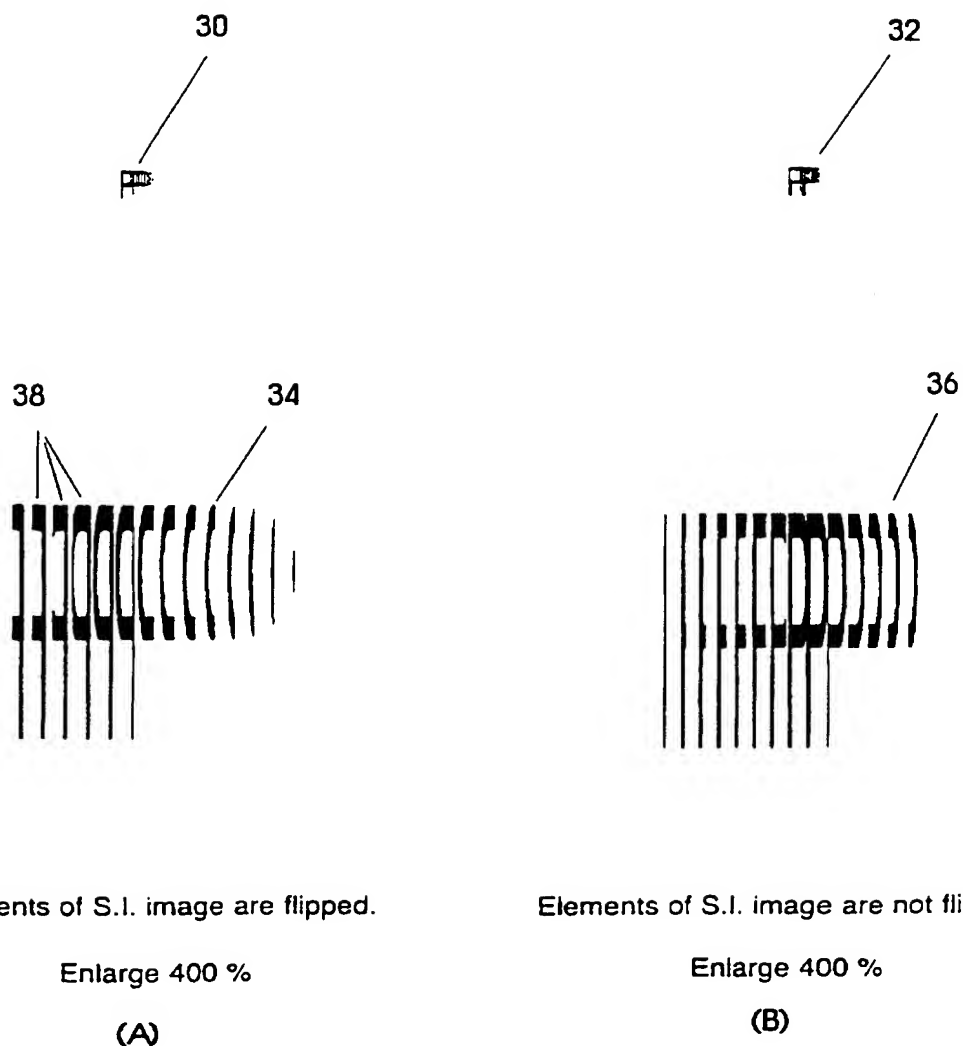 30
32
38
34
36
ents of S.I. image are flipped.
Elements of S.I. image are not fli
Enlarge 400 %
Enlarge 400 %
(A)
(B)